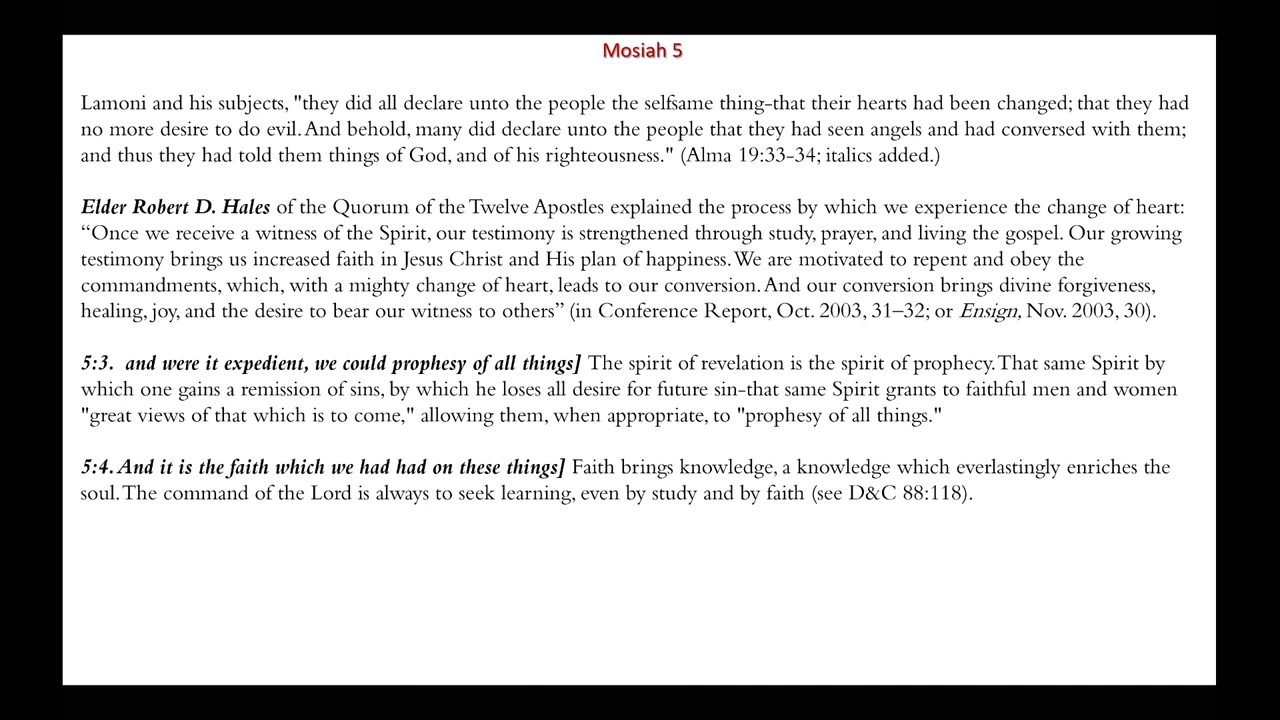 Mosiah 5
Lamoni and his subjects, "they did all declare unto the people the selfsame thing-that their hearts had been changed; that they had
no more desire to do evil. And behold, many did declare unto the people that they had seen angels and had conversed with them;
and thus they had told them things of God, and of his righteousness." (Alma 19:33-34; italics added.)
Elder Robert D. Hales of the Quorum of the Twelve Apostles explained the process by which we experience the change of heart:
“Once we receive a witness of the Spirit, our testimony is strengthened through study, prayer, and living the gospel. Our growing
testimony brings us increased faith in Jesus Christ and His plan of happiness. We are motivated to repent and obey the
commandments, which, with a mighty change of heart, leads to our conversion. And our conversion brings divine forgiveness,
healing, joy, and the desire to bear our witness to others” (in Conference Report, Oct. 2003, 31–32; or Ensign, Nov. 2003, 30).
5:3. and were it expedient, we could prophesy of all things] The spirit of revelation is the spirit of prophecy. That same Spirit by
which one gains a remission of sins, by which he loses all desire for future sin-that same Spirit grants to faithful men and women
"great views of that which is to come," allowing them, when appropriate, to "prophesy of all things."
5:4. And it is the faith which we had had on these things] Faith brings knowledge, a knowledge which everlastingly enriches the
soul. The command of the Lord is always to seek learning, even by study and by faith (see D&C 88:118).